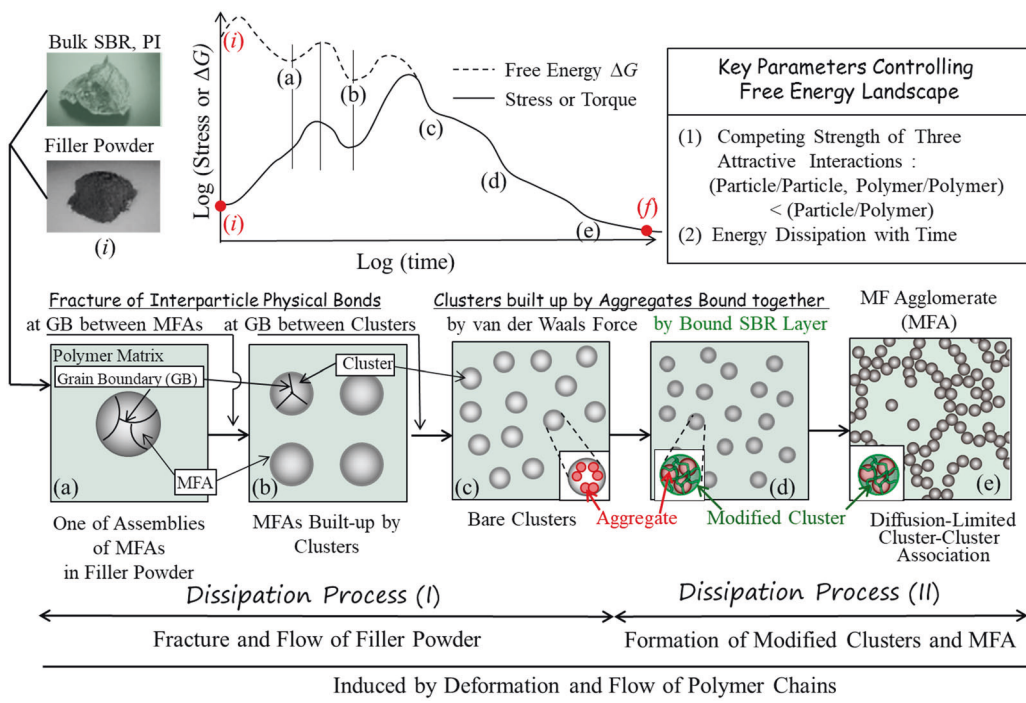 Bulk SBR, PI
Filler Powder
(i)
Log (Stress or ΔG)
(i)
(i)
(a)
(b)
(c)
(d)
(e)
(f)
Free Energy ΔG
Stress or Torque
Log (time)
Key Parameters Controlling
Free Energy Landscape
(1) Competing Strength of Three
Attractive Interactions :
(Particle/Particle, Polymer/Polymer)
< (Particle/Polymer)
(2) Energy Dissipation with Time
Fracture of Interparticle Physical Bonds
at GB between MFAs
at GB between Clusters
Clusters built up by Aggregates Bound together
by van der Waals Force
by Bound SBR Layer
MF Agglomerate
(MFA)
Polymer Matrix
Grain Boundary (GB)
Cluster
MFA
(a)
(b)
(c)
(d)
(e)
Aggregate
Modified Cluster
One of Assemblies
of MFAs
in Filler Powder
MFAs Built-up by
Clusters
Bare Clusters
Diffusion-Limited
Cluster-Cluster
Association
Dissipation Process (I)
Dissipation Process (II)
Fracture and Flow of Filler Powder
Formation of Modified Clusters and MFA
Induced by Deformation and Flow of Polymer Chains